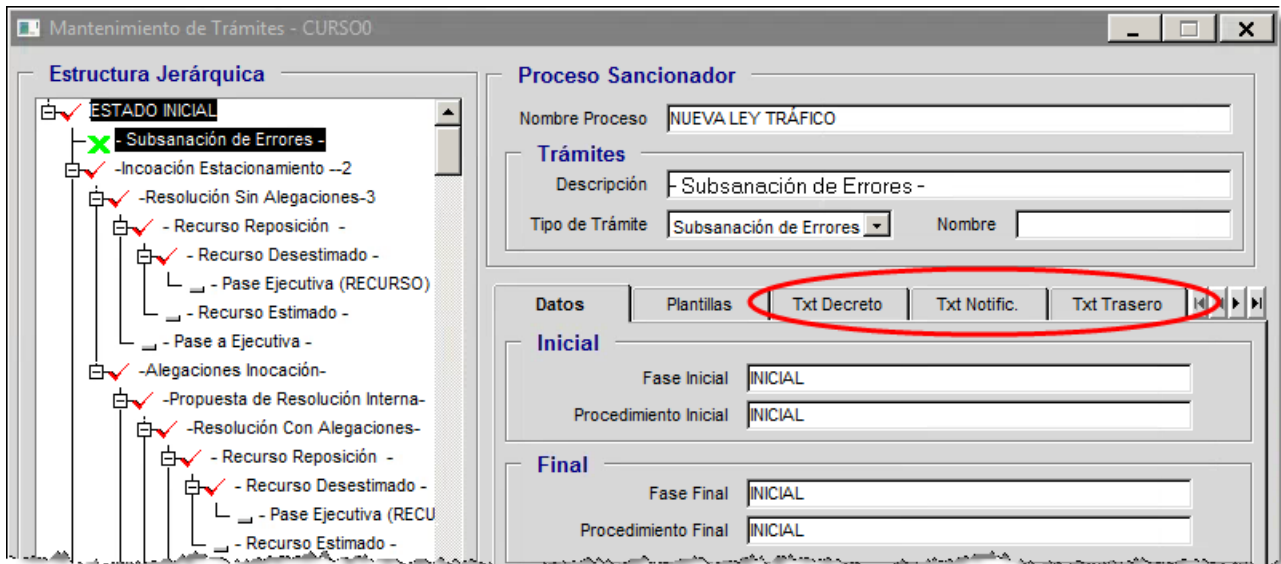 Mantenimiento de Trámites - CURSO0
Estructura Jerárquica
ESTADO INICIAL
- Subsanación de Errores -
-Incoación Estacionamiento --2
-Resolución Sin Alegaciones-3
- Recurso Reposición -
- Recurso Desestimado -
- Pase Ejecutiva (RECURSO)
- Recurso Estimado -
- Pase a Ejecutiva -
-Alegaciones Inocación-
-Propuesta de Resolución Interna-
-Resolución Con Alegaciones-
- Recurso Reposición -
- Recurso Desestimado -
- Pase Ejecutiva (RECU
- Recurso Estimado -
Proceso Sancionador
Nombre Proceso NUEVA LEY TRÁFICO
Trámites
Descripción - Subsanación de Errores -
Tipo de Trámite Subsanación de Errores Nombre
Datos Plantillas Txt Decreto Txt Notific. Txt Trasero
Inicial
Fase Inicial INICIAL
Procedimiento Inicial INICIAL
Final
Fase Final INICIAL
Procedimiento Final INICIAL